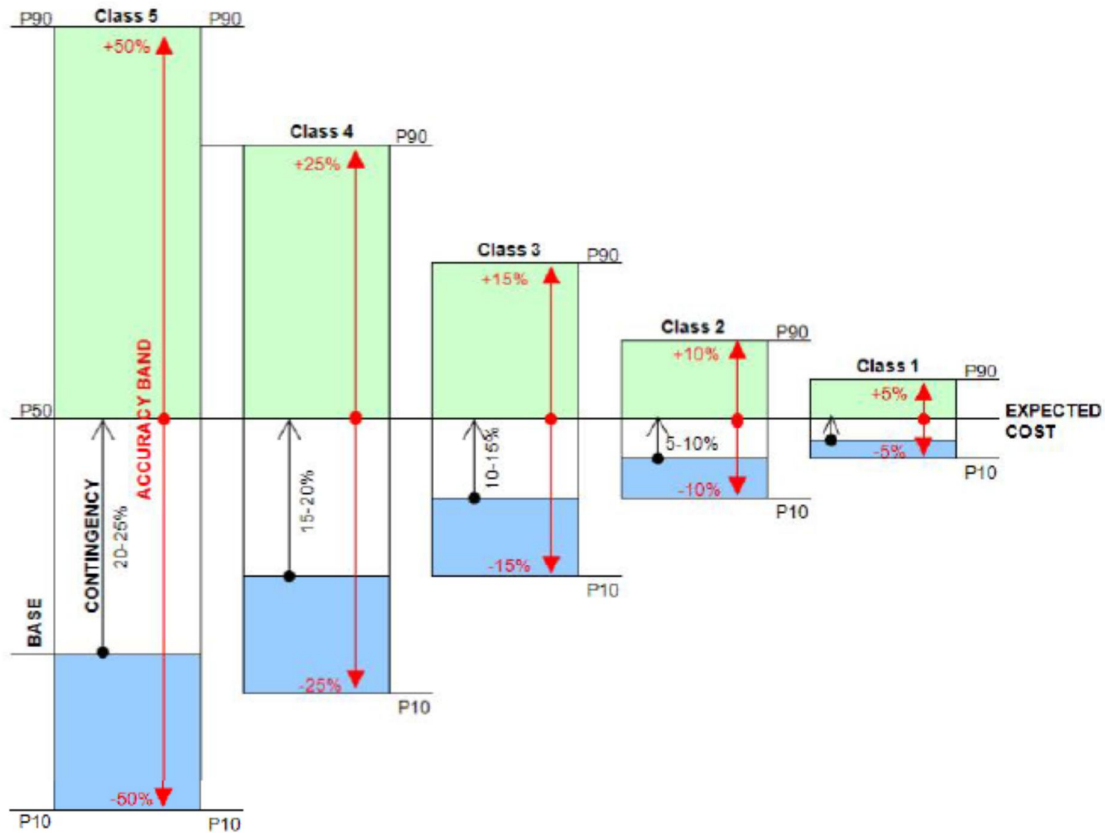 P90
Class 5
P90
+50%
Class 4
P90
+25%
Class 3
P90
+15%
Class 2
P90
+10%
Class 1
P90
+5%
P50
EXPECTED
COST
ACCURACY BAND
CONTINGENCY
20-25%
15-20%
10-15%
5-10%
-5%
P10
-10%
P10
-15%
P10
BASE
-25%
P10
-50%
P10
P10